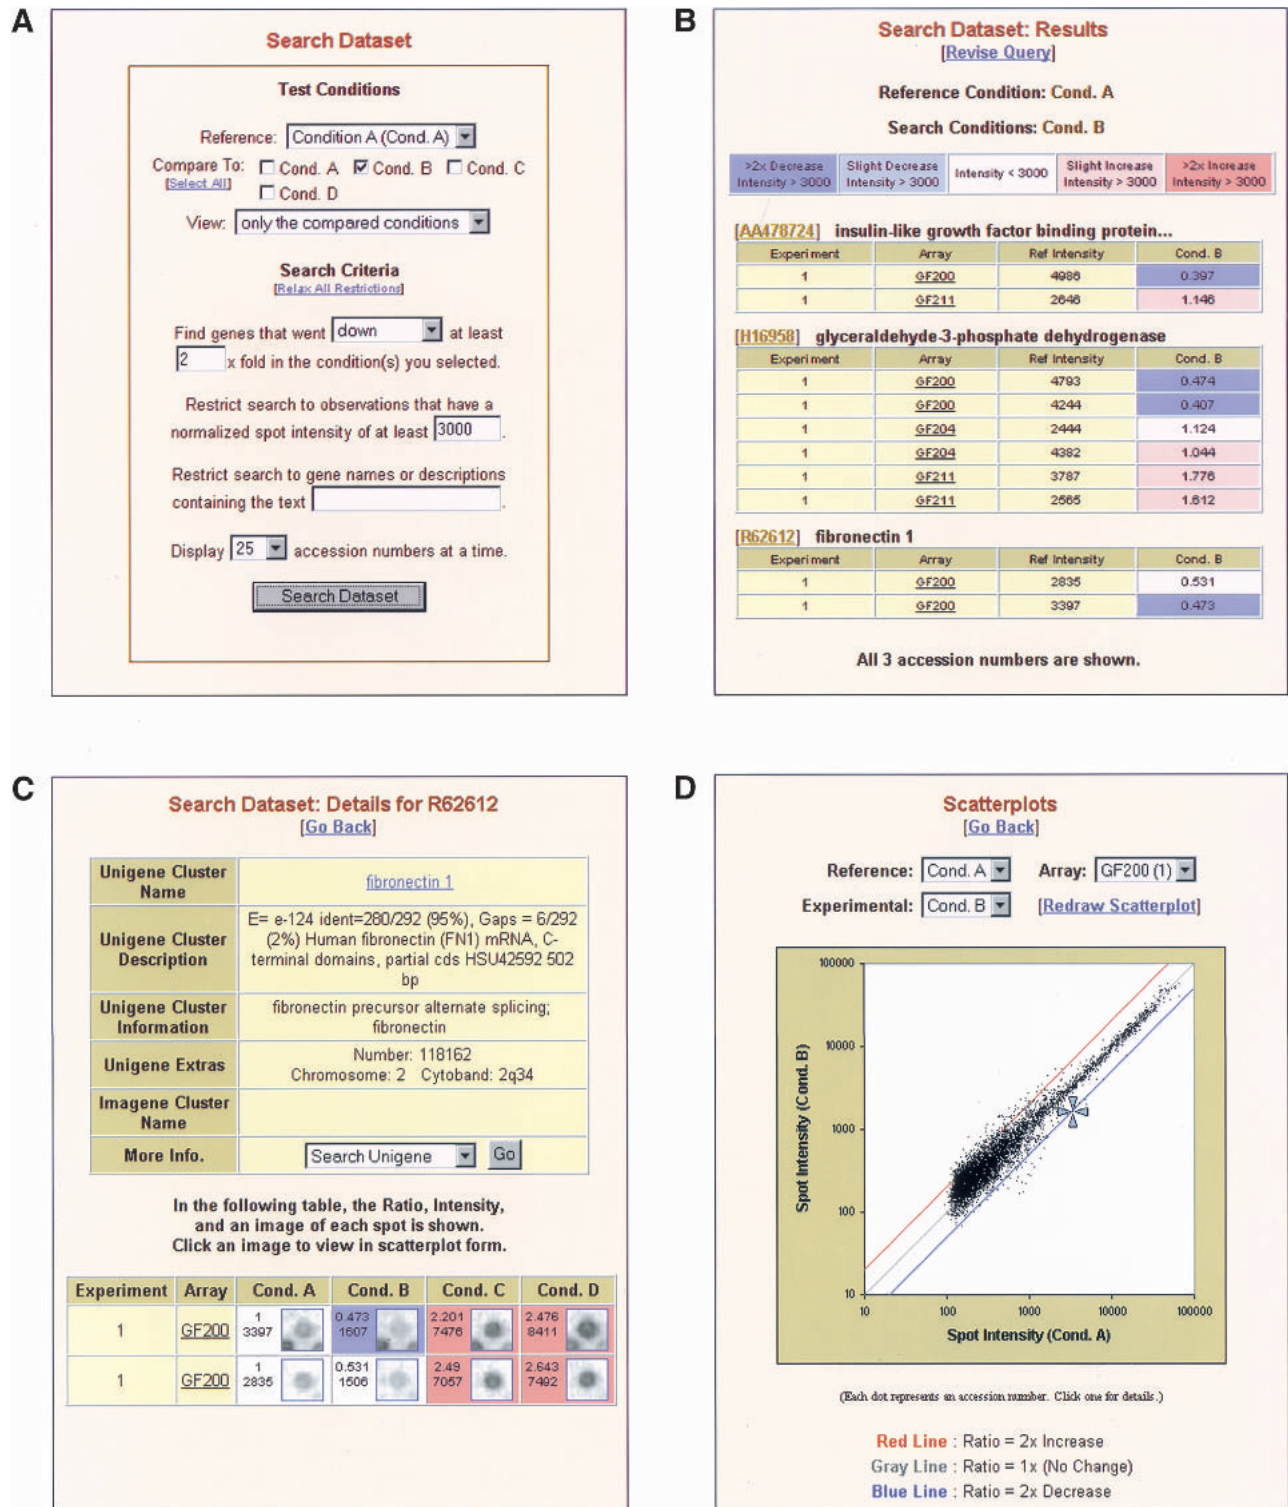 A
Search Dataset
Test Conditions
Reference: Condition A (Cond. A)
Compare To: Cond. A Cond. B Cond. C
[Select All] Cond. D
View: only the compared conditions
Search Criteria
[Relax All Restrictions]
Find genes that went down at least
2 x fold in the condition(s) you selected.
Restrict search to observations that have a
normalized spot intensity of at least 3000.
Restrict search to gene names or descriptions
containing the text .
Display 25 accession numbers at a time.
Search Dataset
B
Search Dataset: Results
[Revise Query]
Reference Condition: Cond. A
Search Conditions: Cond. B
>2x Decrease Intensity > 3000 Slight Decrease Intensity > 3000 Intensity < 3000 Slight Increase Intensity > 3000 >2x Increase Intensity > 3000
[AA478724] insulin-like growth factor binding protein...
Experiment Array Ref Intensity Cond. B
1 GF200 4986 0.397
1 GF211 2646 1.146
[H16958] glyceraldehyde-3-phosphate dehydrogenase
Experiment Array Ref Intensity Cond. B
1 GF200 4793 0.474
1 GF200 4244 0.407
1 GF204 2444 1.124
1 GF204 4382 1.044
1 GF211 3787 1.776
1 GF211 2565 1.612
[R62612] fibronectin 1
Experiment Array Ref Intensity Cond. B
1 GF200 2835 0.531
1 GF200 3397 0.473
All 3 accession numbers are shown.
C
Search Dataset: Details for R62612
[Go Back]
Unigene Cluster Name fibronectin 1
Unigene Cluster Description E= e-124 ident=280/292 (95%), Gaps = 6/292
(2%) Human fibronectin (FN1) mRNA, C-
terminal domains, partial cds HSU42592 502
bp
Unigene Cluster Information fibronectin precursor alternate splicing;
fibronectin
Unigene Extras Number: 118162
Chromosome: 2 Cytoband: 2q34
Imagene Cluster Name
More Info. Search Unigene Go
In the following table, the Ratio, Intensity,
and an image of each spot is shown.
Click an image to view in scatterplot form.
Experiment Array Cond. A Cond. B Cond. C Cond. D
1 GF200 1 3397 0.473 1607 2.201 7476 2.476 8411
1 GF200 1 2835 0.531 1506 2.49 7057 2.643 7492
D
Scatterplots
[Go Back]
Reference: Cond. A Array: GF200 (1)
Experimental: Cond. B [Redraw Scatterplot]
Spot Intensity (Cond. B)
100000
10000
1000
100
10
10 100 1000 10000 100000
Spot Intensity (Cond. A)
(Each dot represents an accession number. Click one for details.)
Red Line : Ratio = 2x Increase
Gray Line : Ratio = 1x (No Change)
Blue Line : Ratio = 2x Decrease